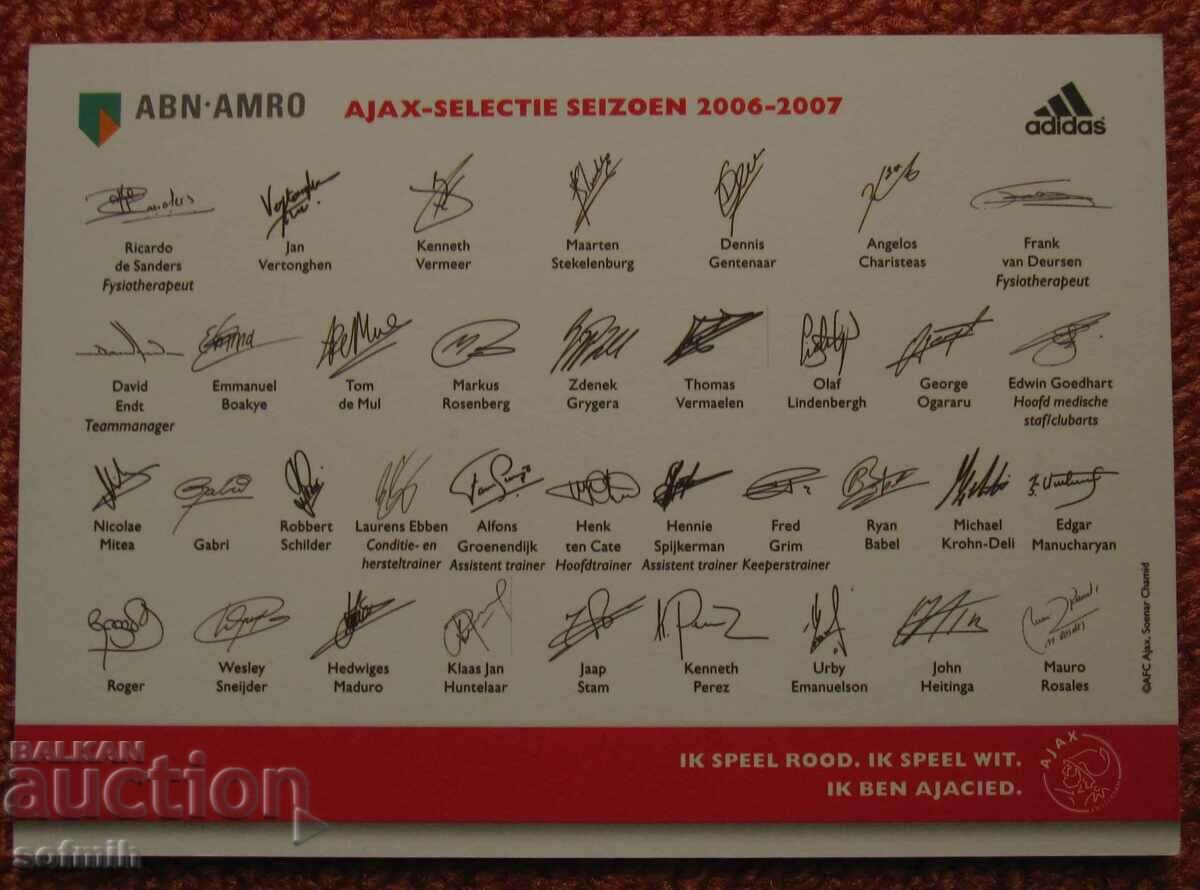 ABN·AMRO
AJAX-SELECTIE SEIZOEN 2006-2007
adidas
Ricardo de Sanders Fysiotherapeut
Jan Vertonghen
Kenneth Vermeer
Maarten Stekelenburg
Dennis Gentenaar
Angelos Charisteas
Frank van Deursen Fysiotherapeut
David Endt Teammanager
Emmanuel Boakye
Tom de Mul
Markus Rosenberg
Zdenek Grygera
Thomas Vermaelen
Olaf Lindenbergh
George Ogararu
Edwin Goedhart Hoofd medische staf/clubarts
Nicolae Mitea
Gabri
Robbert Schilder
Laurens Ebben Conditie- en hersteltrainer
Alfons Groenendijk Assistent trainer
Henk ten Cate Hoofdtrainer
Hennie Spijkerman Assistent trainer
Fred Grim Keeperstrainer
Ryan Babel
Michael Krohn-Deli
Edgar Manucharyan
Roger
Wesley Sneijder
Hedwiges Maduro
Klaas Jan Huntelaar
Jaap Stam
Kenneth Perez
Urby Emanuelson
John Heitinga
Mauro Rosales
©AFC Ajax, Soenar Chamid
IK SPEEL ROOD. IK SPEEL WIT.
IK BEN AJACIED.
AJAX
BALKAN
auction
sofmih